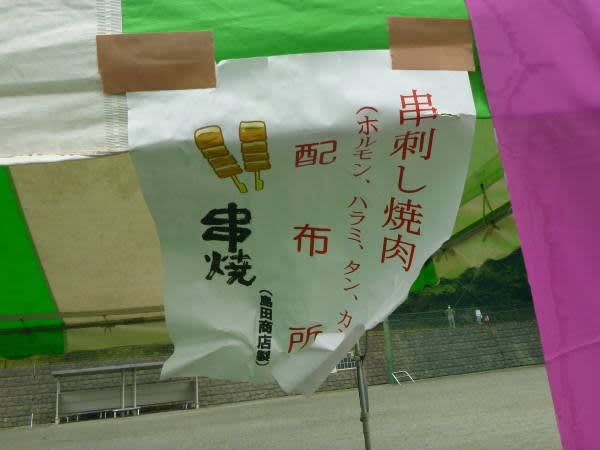 串刺し焼肉
(ホルモン、ハラミ、タン、カ
配布所
串焼
(島田商店製)